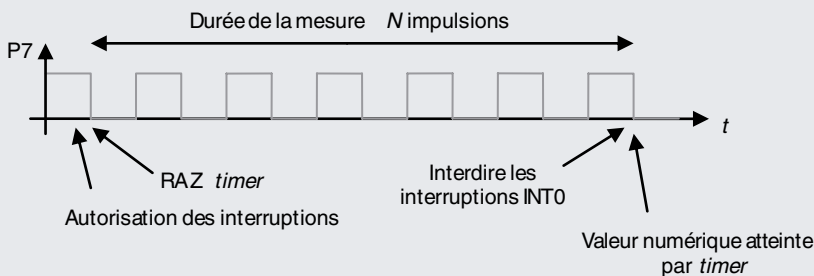 Durée de la mesure N impulsions
P7
t
RAZ timer
Autorisation des interruptions
Interdire les
interruptions INT0
Valeur numérique atteinte
par timer